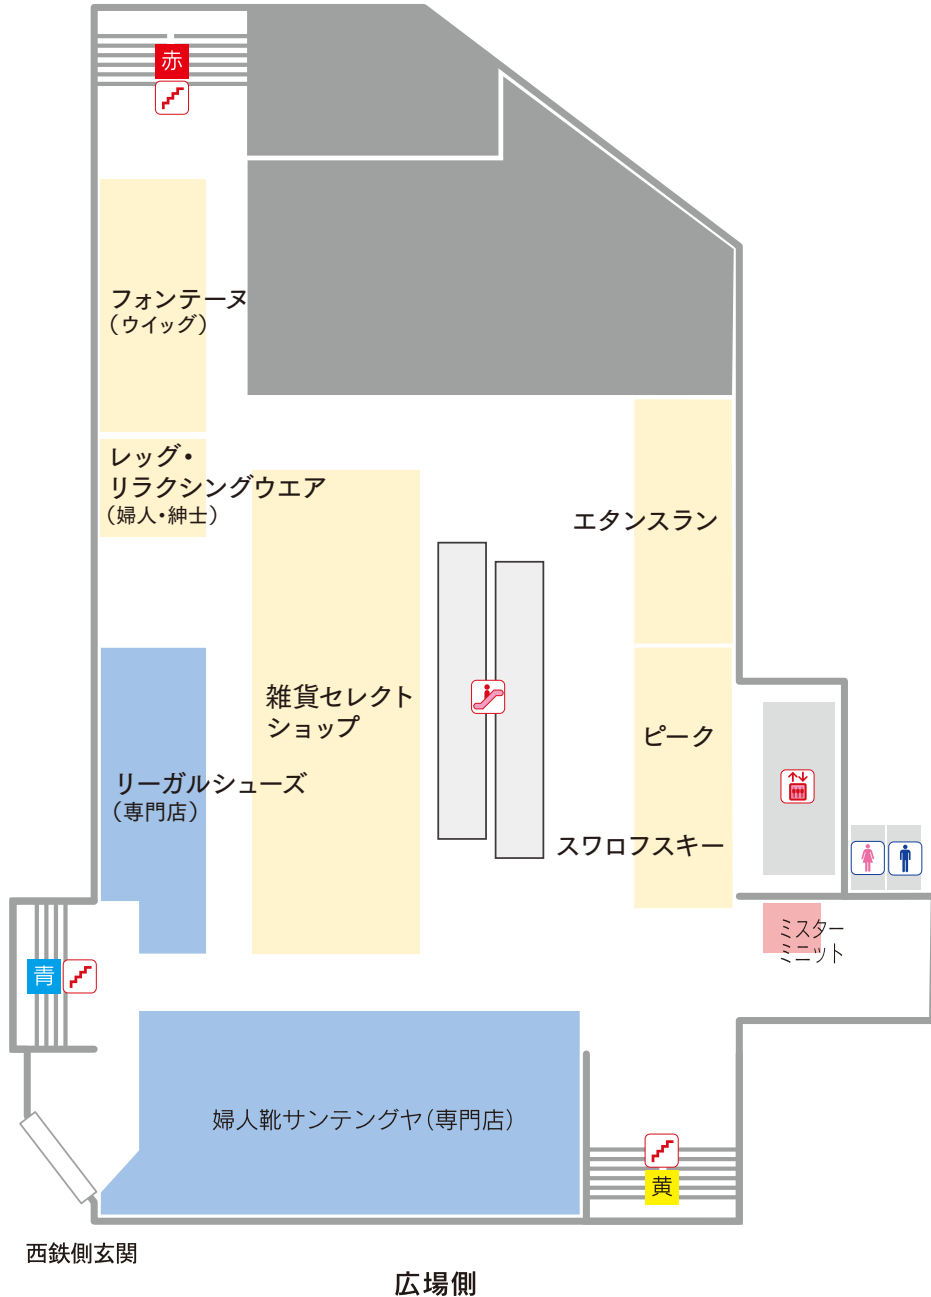 赤
フォンテーヌ
（ウイッグ）
レッグ・
リラクシングウエア
（婦人・紳士）
エタンスラン
雑貨セレクト
ショップ
ピーク
リーガルシューズ
（専門店）
スワロフスキー
ミスター
ミニット
青
婦人靴サンテングヤ（専門店）
黄
西鉄側玄関
広場側